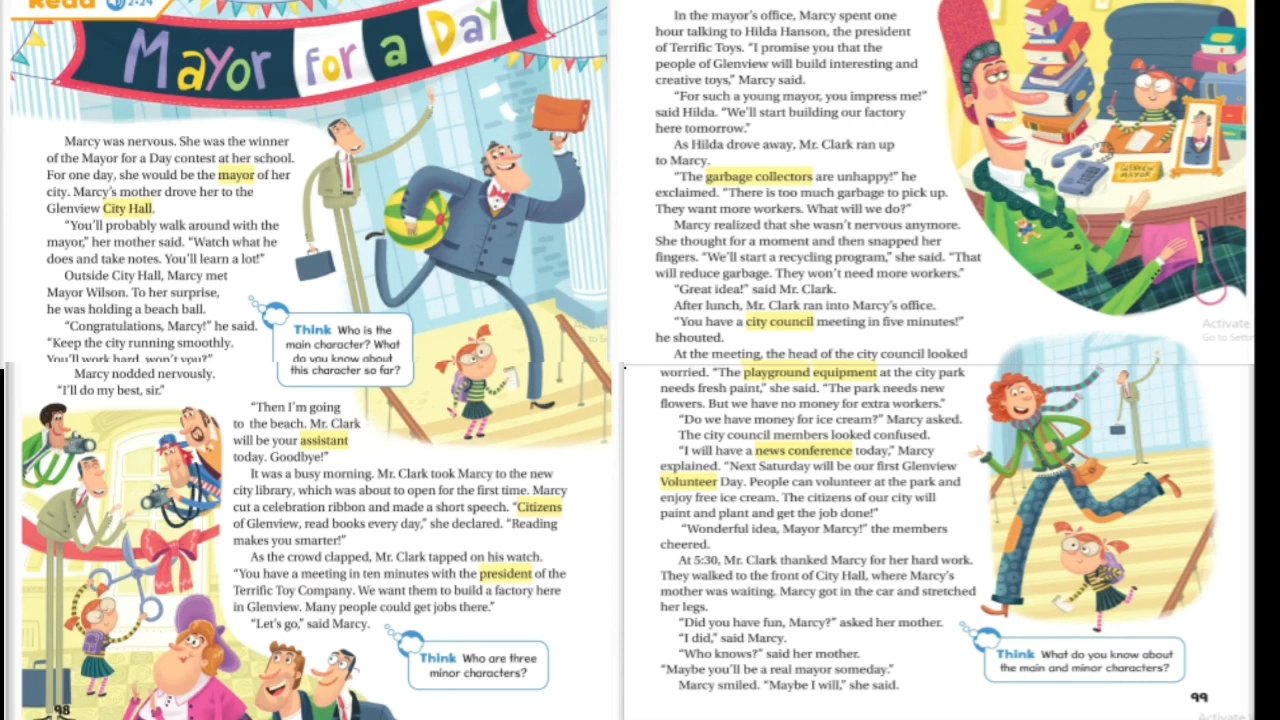 Read 2·24
Mayor for a Day
Marcy was nervous. She was the winner
of the Mayor for a Day contest at her school.
For one day, she would be the mayor of her
city. Marcy's mother drove her to the
Glenview City Hall.
"You'll probably walk around with the
mayor," her mother said. "Watch what he
does and take notes. You'll learn a lot!"
Outside City Hall, Marcy met
Mayor Wilson. To her surprise,
he was holding a beach ball.
"Congratulations, Marcy!" he said.
"Keep the city running smoothly.
You'll work hard, won't you?"
Marcy nodded nervously.
"I'll do my best, sir."
Think Who is the
main character? What
do you know about
this character so far?
"Then I'm going
to the beach. Mr. Clark
will be your assistant
today. Goodbye!"
It was a busy morning. Mr. Clark took Marcy to the new
city library, which was about to open for the first time. Marcy
cut a celebration ribbon and made a short speech. "Citizens
of Glenview, read books every day," she declared. "Reading
makes you smarter!"
As the crowd clapped, Mr. Clark tapped on his watch.
"You have a meeting in ten minutes with the president of the
Terrific Toy Company. We want them to build a factory here
in Glenview. Many people could get jobs there."
"Let's go," said Marcy.
Think Who are three
minor characters?
98
In the mayor's office, Marcy spent one
hour talking to Hilda Hanson, the president
of Terrific Toys. "I promise you that the
people of Glenview will build interesting and
creative toys," Marcy said.
"For such a young mayor, you impress me!"
said Hilda. "We'll start building our factory
here tomorrow."
As Hilda drove away, Mr. Clark ran up
to Marcy.
"The garbage collectors are unhappy!" he
exclaimed. "There is too much garbage to pick up.
They want more workers. What will we do?"
Marcy realized that she wasn't nervous anymore.
She thought for a moment and then snapped her
fingers. "We'll start a recycling program," she said. "That
will reduce garbage. They won't need more workers."
"Great idea!" said Mr. Clark.
After lunch, Mr. Clark ran into Marcy's office.
"You have a city council meeting in five minutes!"
he shouted.
At the meeting, the head of the city council looked
worried. "The playground equipment at the city park
needs fresh paint," she said. "The park needs new
flowers. But we have no money for extra workers."
"Do we have money for ice cream?" Marcy asked.
The city council members looked confused.
"I will have a news conference today," Marcy
explained. "Next Saturday will be our first Glenview
Volunteer Day. People can volunteer at the park and
enjoy free ice cream. The citizens of our city will
paint and plant and get the job done!"
"Wonderful idea, Mayor Marcy!" the members
cheered.
At 5:30, Mr. Clark thanked Marcy for her hard work.
They walked to the front of City Hall, where Marcy's
mother was waiting. Marcy got in the car and stretched
her legs.
"Did you have fun, Marcy?" asked her mother.
"I did," said Marcy.
"Who knows?" said her mother.
"Maybe you'll be a real mayor someday."
Marcy smiled. "Maybe I will," she said.
GLENVIEW
MAYOR
Activate
Go to Settin
Think What do you know about
the main and minor characters?
99
Activate